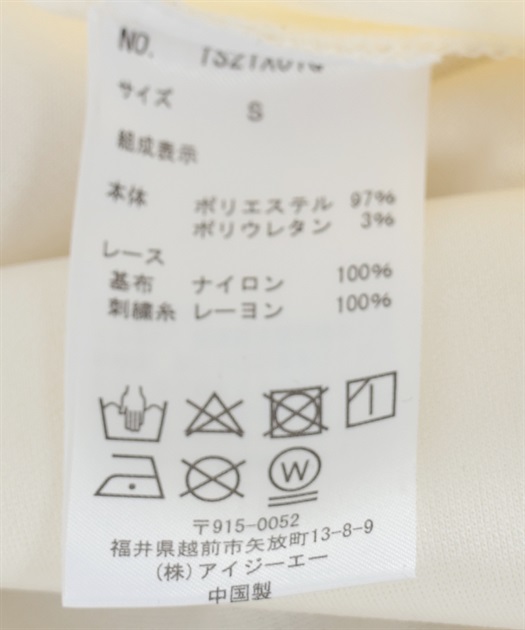 NO.
サイズ S
組成表示
本体 ポリエステル 97%
ポリウレタン 3%
レース
基布 ナイロン 100%
刺繍糸 レーヨン 100%
W
〒915-0052
福井県越前市矢放町13-8-9
(株)アイジーエー
中国製